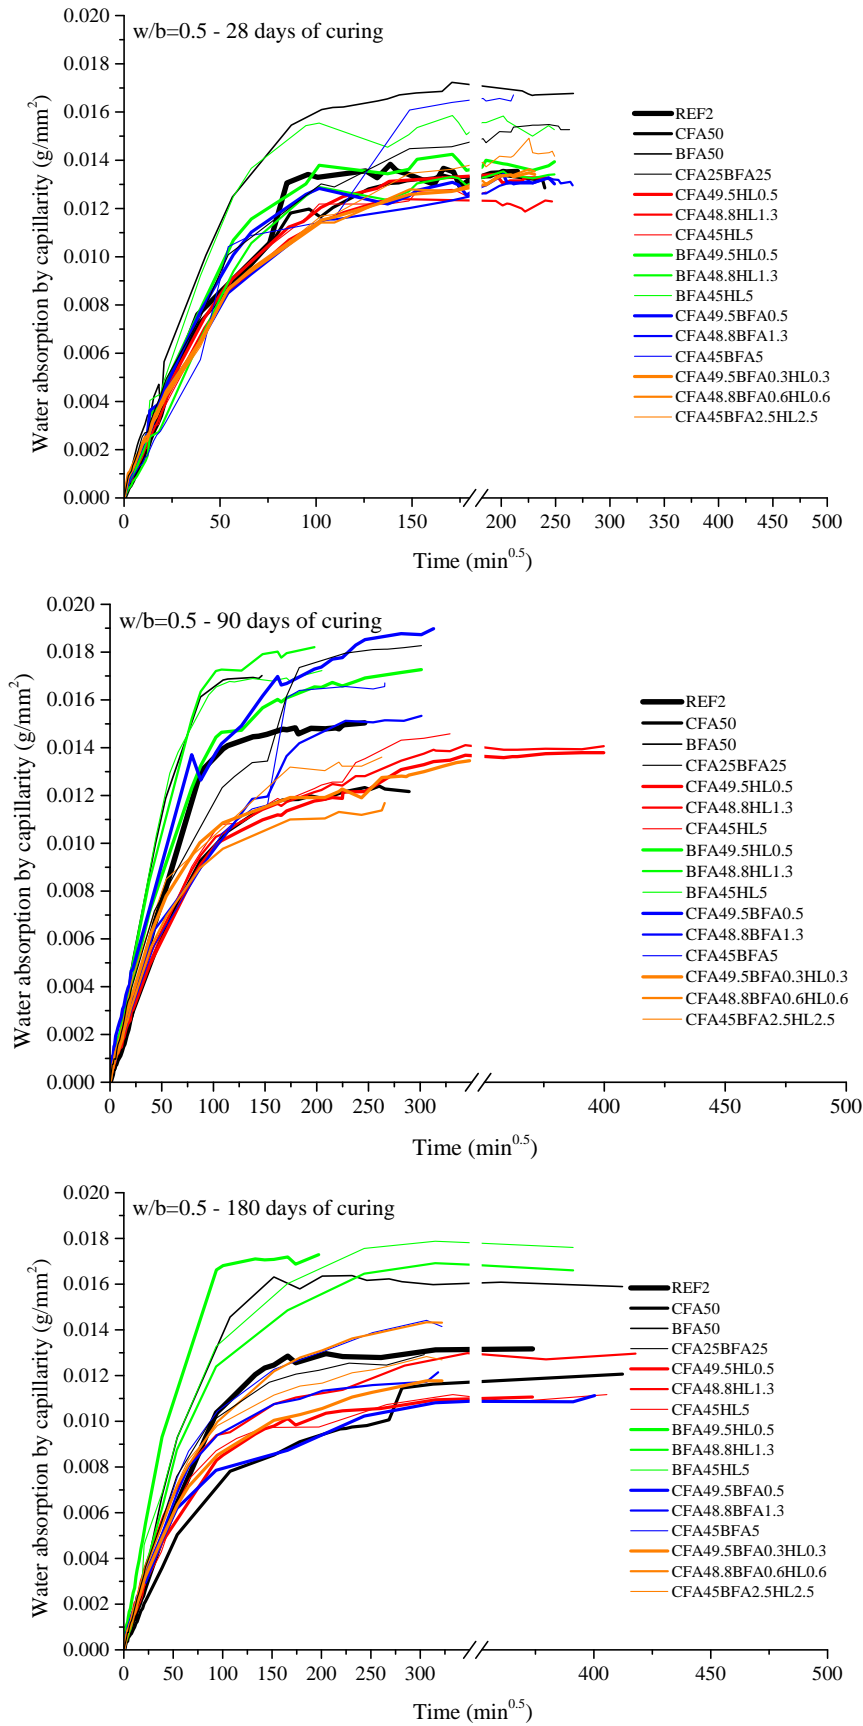 w/b=0.5 - 28 days of curing
Water absorption by capillarity (g/mm²)
0.020
0.018
0.016
0.014
0.012
0.010
0.008
0.006
0.004
0.002
0.000
0 50 100 150 200 250 300 350 400 450 500
Time (min^0.5)
REF2
CFA50
BFA50
CFA25BFA25
CFA49.5HL0.5
CFA48.8HL1.3
CFA45HL5
BFA49.5HL0.5
BFA48.8HL1.3
BFA45HL5
CFA49.5BFA0.5
CFA48.8BFA1.3
CFA45BFA5
CFA49.5BFA0.3HL0.3
CFA48.8BFA0.6HL0.6
CFA45BFA2.5HL2.5
w/b=0.5 - 90 days of curing
Water absorption by capillarity (g/mm²)
0.020
0.018
0.016
0.014
0.012
0.010
0.008
0.006
0.004
0.002
0.000
0 50 100 150 200 250 300 400 450 500
Time (min^0.5)
REF2
CFA50
BFA50
CFA25BFA25
CFA49.5HL0.5
CFA48.8HL1.3
CFA45HL5
BFA49.5HL0.5
BFA48.8HL1.3
BFA45HL5
CFA49.5BFA0.5
CFA48.8BFA1.3
CFA45BFA5
CFA49.5BFA0.3HL0.3
CFA48.8BFA0.6HL0.6
CFA45BFA2.5HL2.5
w/b=0.5 - 180 days of curing
Water absorption by capillarity (g/mm²)
0.020
0.018
0.016
0.014
0.012
0.010
0.008
0.006
0.004
0.002
0.000
0 50 100 150 200 250 300 400 450 500
Time (min^0.5)
REF2
CFA50
BFA50
CFA25BFA25
CFA49.5HL0.5
CFA48.8HL1.3
CFA45HL5
BFA49.5HL0.5
BFA48.8HL1.3
BFA45HL5
CFA49.5BFA0.5
CFA48.8BFA1.3
CFA45BFA5
CFA49.5BFA0.3HL0.3
CFA48.8BFA0.6HL0.6
CFA45BFA2.5HL2.5